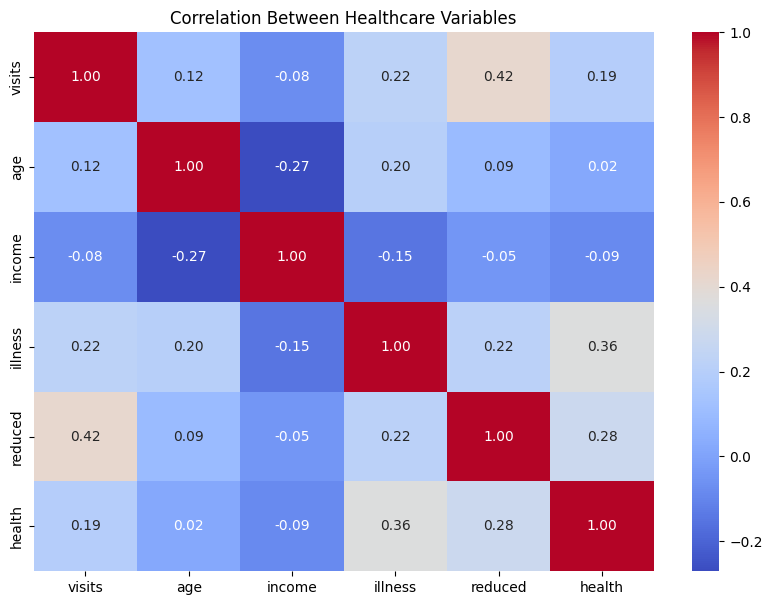 Correlation Between Healthcare Variables
visits 1.00 0.12 -0.08 0.22 0.42 0.19
age 0.12 1.00 -0.27 0.20 0.09 0.02
income -0.08 -0.27 1.00 -0.15 -0.05 -0.09
illness 0.22 0.20 -0.15 1.00 0.22 0.36
reduced 0.42 0.09 -0.05 0.22 1.00 0.28
health 0.19 0.02 -0.09 0.36 0.28 1.00
visits age income illness reduced health
1.0
0.8
0.6
0.4
0.2
0.0
−0.2